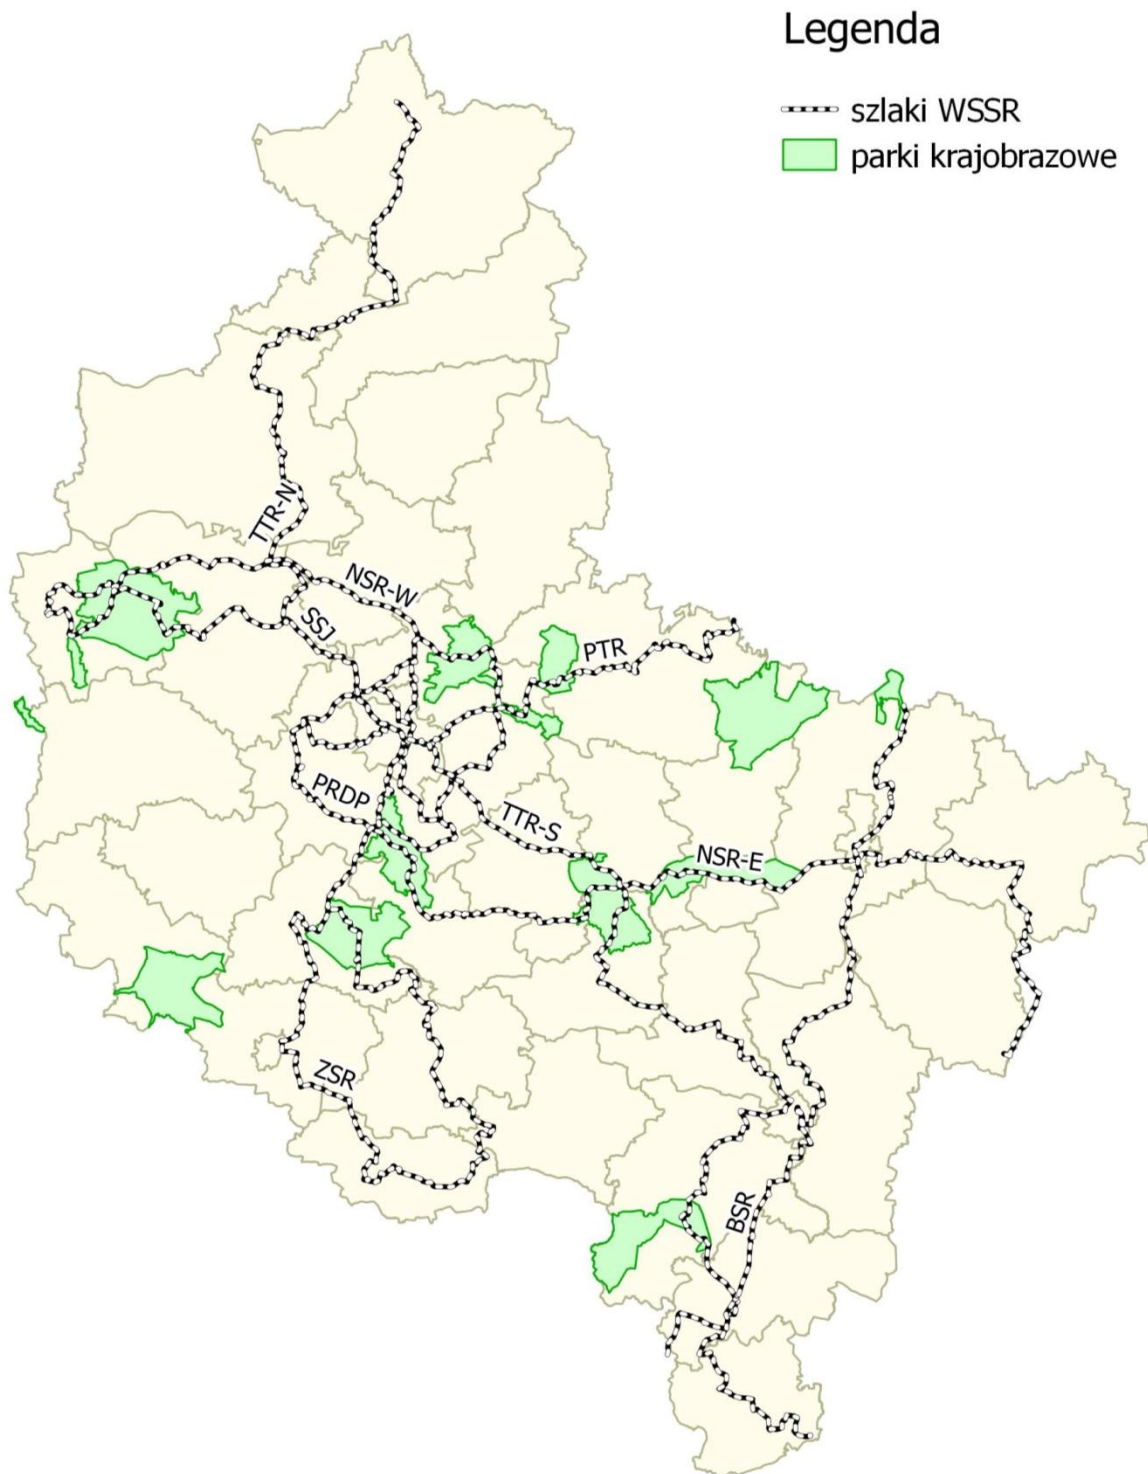 Legenda
szlaki WSSR
parki krajobrazowe
TTR-N
NSR-W
SSJ
PTR
PRDP
TTR-S
NSR-E
ZSR
BSR